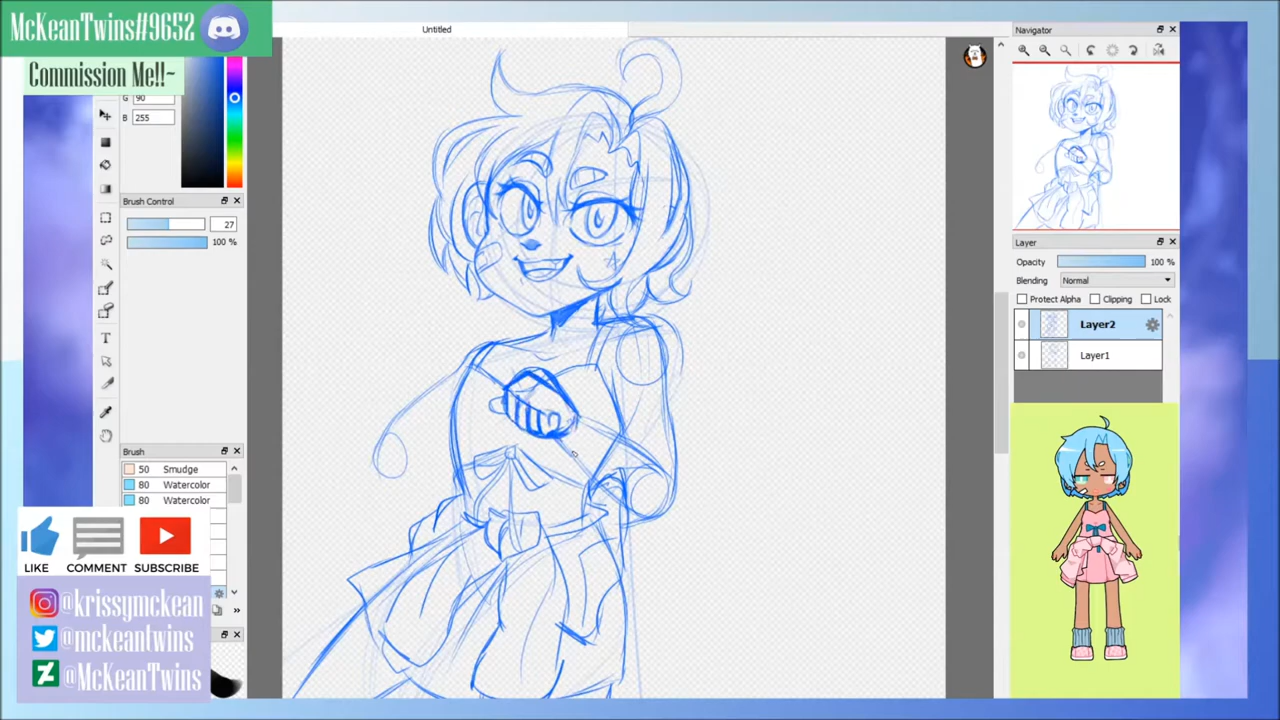 McKeanTwins#9652
Commission Me!!~
Untitled
G 90
B 255
Brush Control
27
100 %
Brush
50 Smudge
80 Watercolor
80 Watercolor
LIKE COMMENT SUBSCRIBE
@krissymckean
@mckeantwins
@McKeanTwins
Navigator
Layer
Opacity 100 %
Blending Normal
Protect Alpha Clipping Lock
Layer2
Layer1